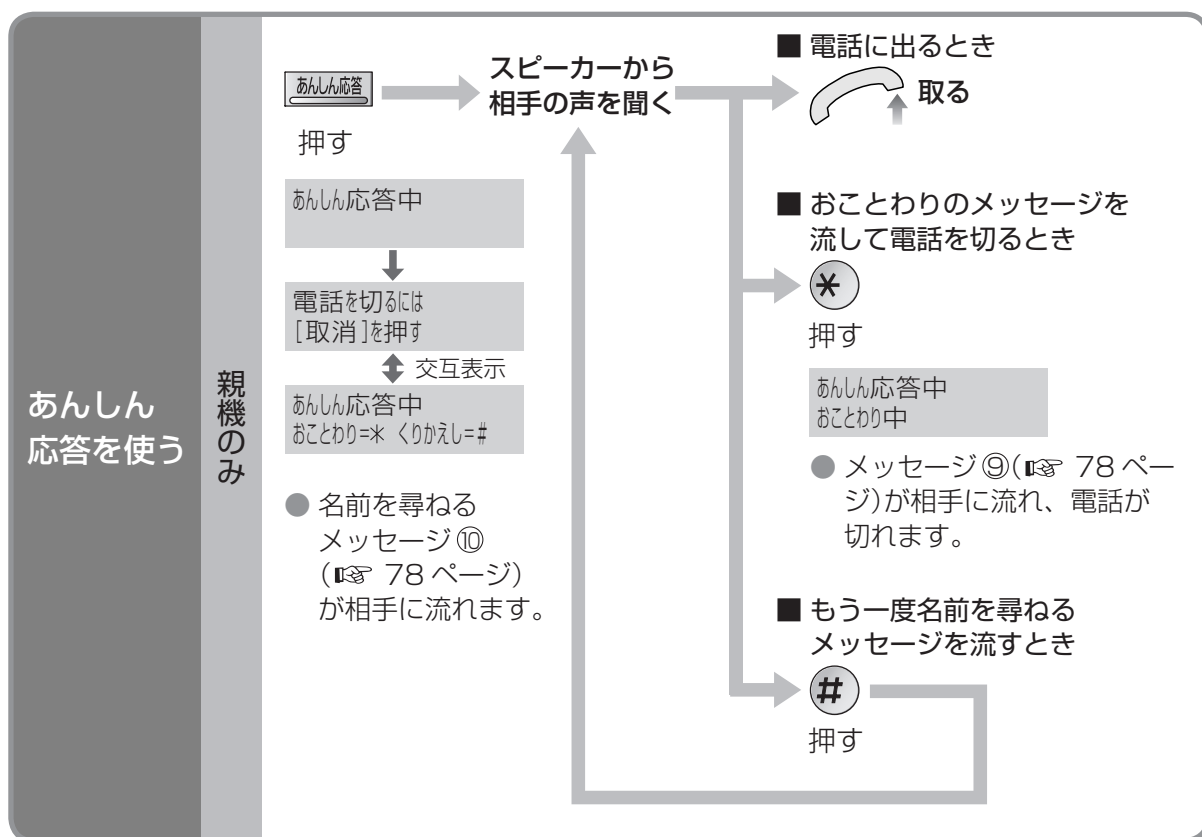 あんしん
応答を使う
親機のみ
あんしん応答
押す
あんしん応答中
電話を切るには
[取消]を押す
交互表示
あんしん応答中
おことわり=* くりかえし=#
● 名前を尋ねる
メッセージ⑩
(☞ 78 ページ)
が相手に流れます。
スピーカーから
相手の声を聞く
■ 電話に出るとき
取る
■ おことわりのメッセージを
流して電話を切るとき
*
押す
あんしん応答中
おことわり中
● メッセージ⑨(☞ 78 ペー
ジ)が相手に流れ、電話が
切れます。
■ もう一度名前を尋ねる
メッセージを流すとき
#
押す